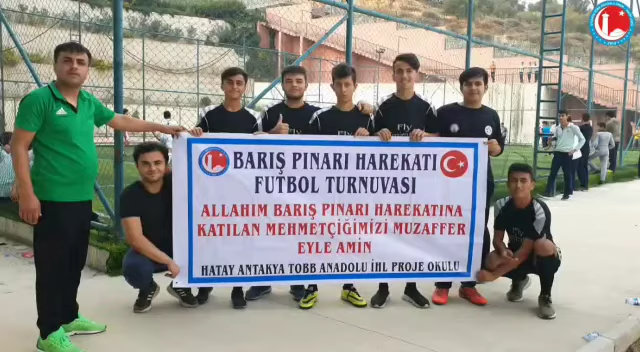 BARIŞ PINARI HAREKATI
FUTBOL TURNUVASI
ALLAHIM BARIŞ PINARI HAREKATINA
KATILAN MEHMETÇİĞİMİZİ MUZAFFER
EYLE AMİN
HATAY ANTAKYA TOBB ANADOLU İHL PROJE OKULU